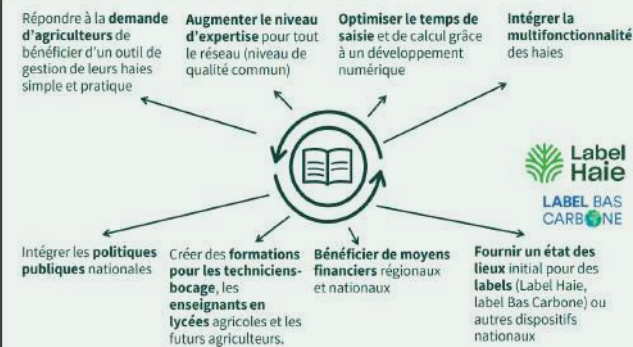 Répondre à la demande
d'agriculteurs de
bénéficier d'un outil de
gestion de leurs haies
simple et pratique
Augmenter le niveau
d'expertise pour tout
le réseau (niveau de
qualité commun)
Optimiser le temps de
saisie et de calcul grâce
à un développement
numérique
Intégrer la
multifonctionnalité
des haies
Label
Haie
LABEL BAS
CARBONE
Intégrer les politiques
publiques nationales
Créer des formations
pour les techniciens-
bocage, les
enseignants en
lycées agricoles et les
futurs agriculteurs.
Bénéficier de moyens
financiers régionaux
et nationaux
Fournir un état des
lieux initial pour des
labels (Label Haie,
label Bas Carbone) ou
autres dispositifs
nationaux